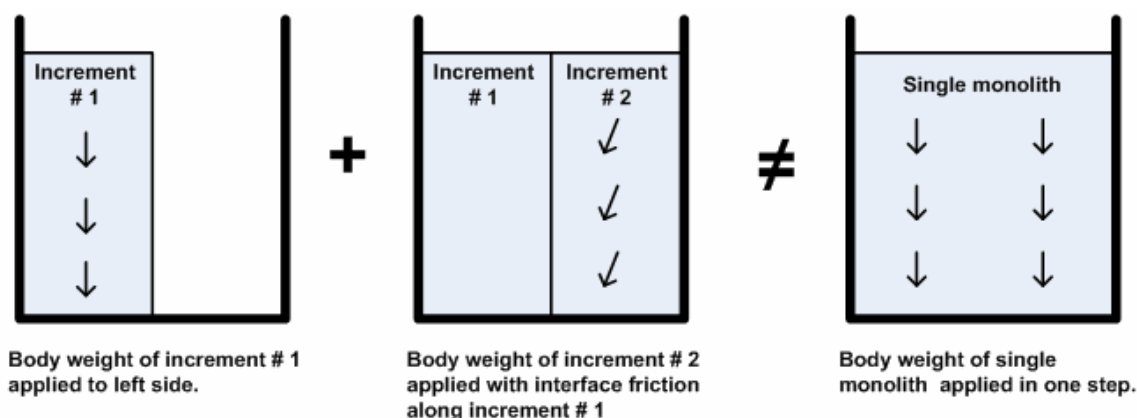 Increment
# 1
Increment
# 1
Increment
# 2
Single monolith
+
≠
Body weight of increment # 1
applied to left side.
Body weight of increment # 2
applied with interface friction
along increment # 1
Body weight of single
monolith applied in one step.